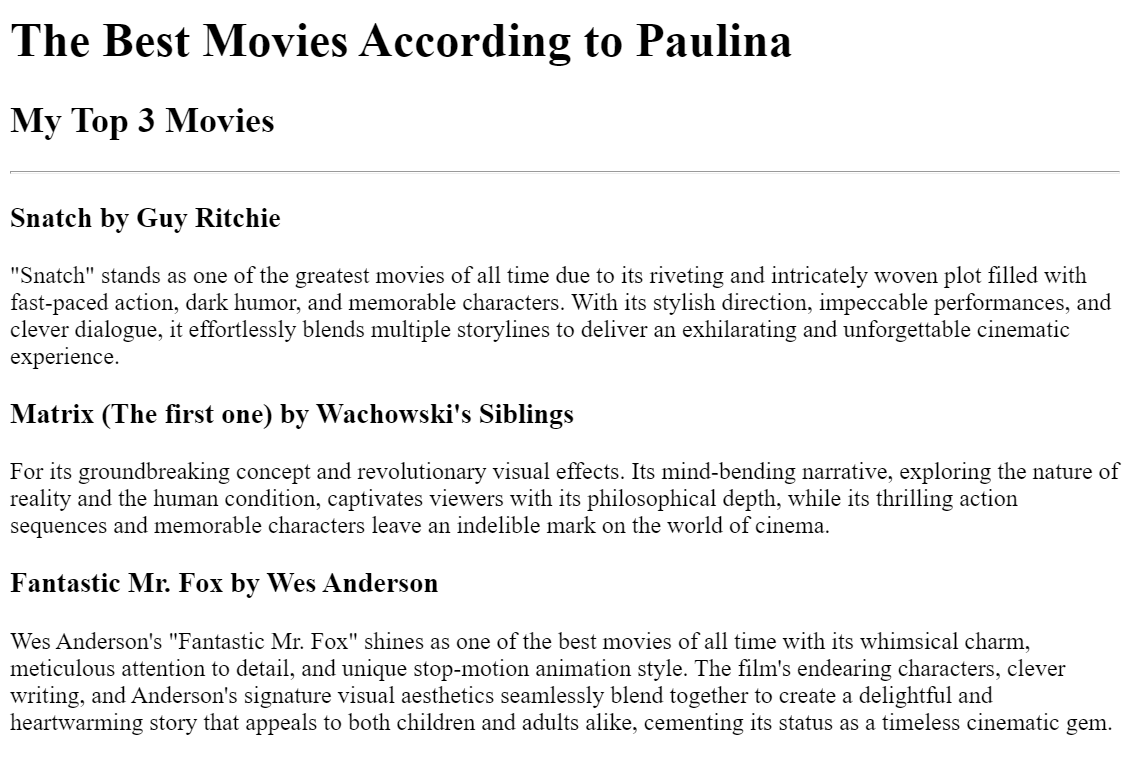 The Best Movies According to Paulina
My Top 3 Movies
Snatch by Guy Ritchie
"Snatch" stands as one of the greatest movies of all time due to its riveting and intricately woven plot filled with
fast-paced action, dark humor, and memorable characters. With its stylish direction, impeccable performances, and
clever dialogue, it effortlessly blends multiple storylines to deliver an exhilarating and unforgettable cinematic
experience.
Matrix (The first one) by Wachowski's Siblings
For its groundbreaking concept and revolutionary visual effects. Its mind-bending narrative, exploring the nature of
reality and the human condition, captivates viewers with its philosophical depth, while its thrilling action
sequences and memorable characters leave an indelible mark on the world of cinema.
Fantastic Mr. Fox by Wes Anderson
Wes Anderson's "Fantastic Mr. Fox" shines as one of the best movies of all time with its whimsical charm,
meticulous attention to detail, and unique stop-motion animation style. The film's endearing characters, clever
writing, and Anderson's signature visual aesthetics seamlessly blend together to create a delightful and
heartwarming story that appeals to both children and adults alike, cementing its status as a timeless cinematic gem.